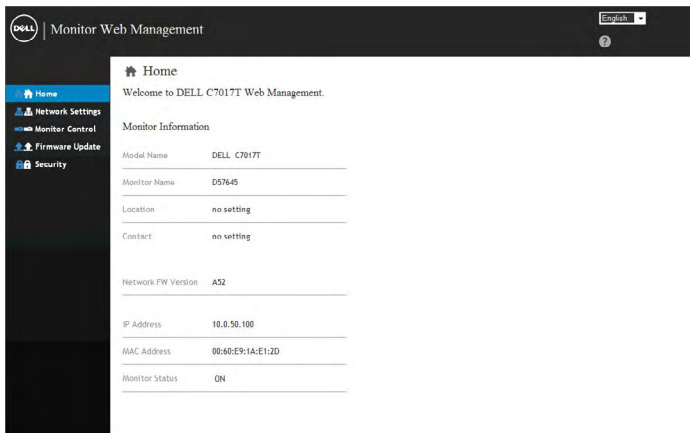 DELL | Monitor Web Management
English
?
Home
Network Settings
Monitor Control
Firmware Update
Security
Home
Welcome to DELL C7017T Web Management.
Monitor Information
Model Name DELL C7017T
Monitor Name D57645
Location no setting
Contact no setting
Network FW Version A52
IP Address 10.0.50.100
MAC Address 00:60:E9:1A:E1:2D
Monitor Status ON